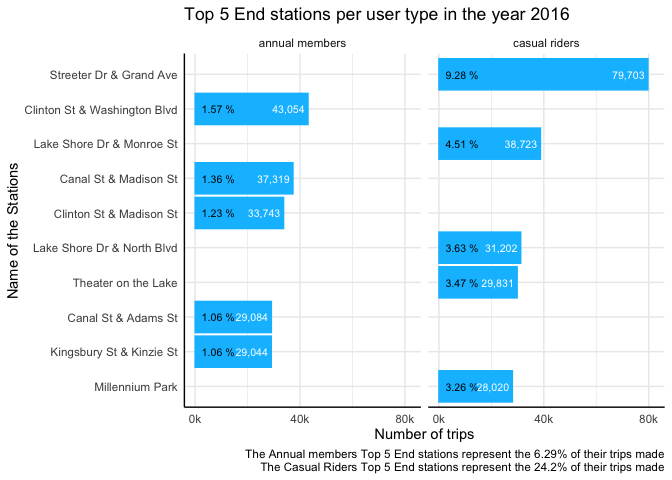 Top 5 End stations per user type in the year 2016
annual members
casual riders
Streeter Dr & Grand Ave
9.28 %
79,703
Clinton St & Washington Blvd
1.57 %
43,054
Lake Shore Dr & Monroe St
4.51 %
38,723
Canal St & Madison St
1.36 %
37,319
Clinton St & Madison St
1.23 %
33,743
Lake Shore Dr & North Blvd
3.63 %
31,202
Theater on the Lake
3.47 %
29,831
Canal St & Adams St
1.06 %
29,084
Kingsbury St & Kinzie St
1.06 %
29,044
Millennium Park
3.26 %
28,020
Name of the Stations
0k
40k
80k
0k
40k
80k
Number of trips
The Annual members Top 5 End stations represent the 6.29% of their trips made
The Casual Riders Top 5 End stations represent the 24.2% of their trips made